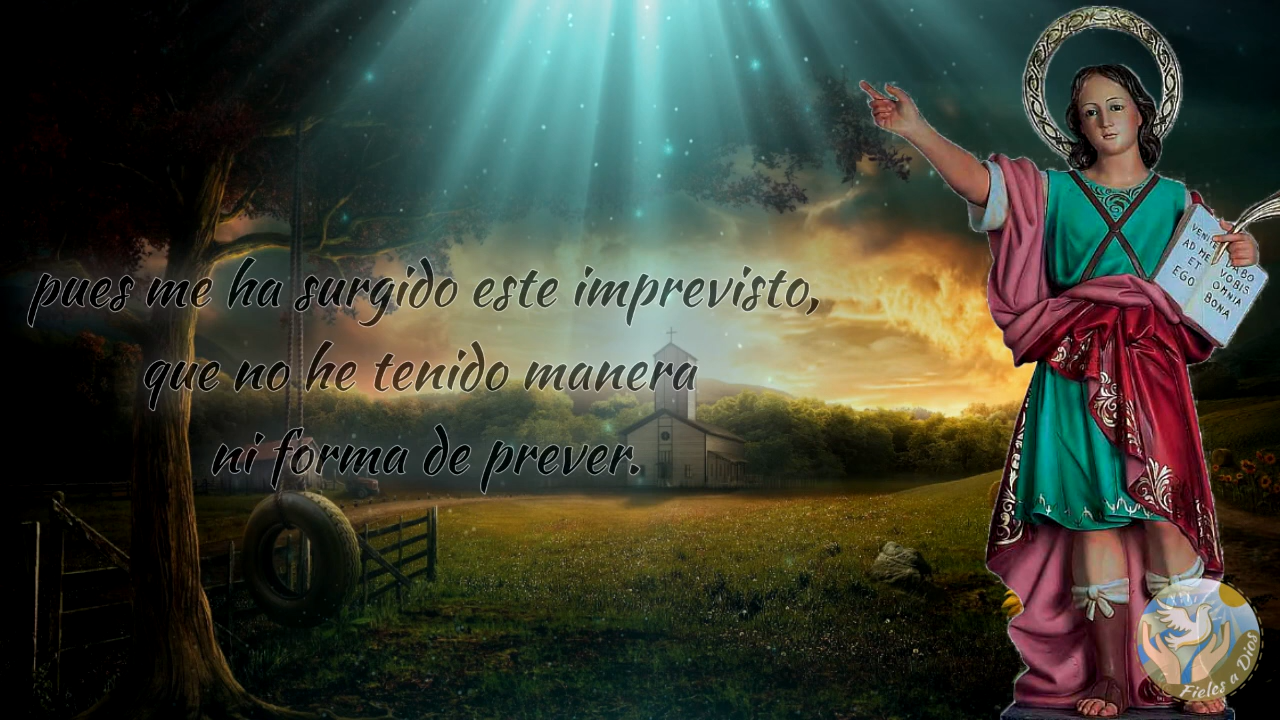 pues me ha surgido este imprevisto,
que no he tenido manera
ni forma de prever.
VENITE
AD ME
ET
EGO
DABO
VOBIS
OMNIA
BONA
Fieles a Dios